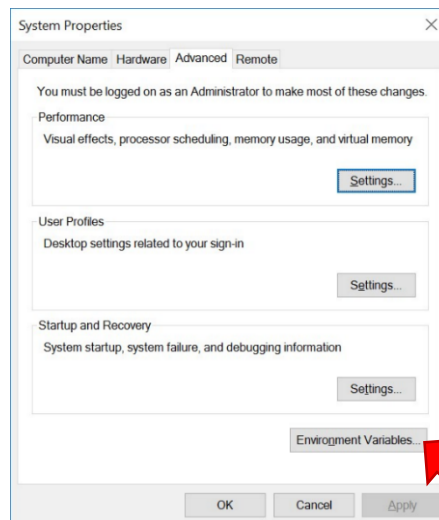 System Properties
Computer Name Hardware Advanced Remote
You must be logged on as an Administrator to make most of these changes.
Performance
Visual effects, processor scheduling, memory usage, and virtual memory
Settings...
User Profiles
Desktop settings related to your sign-in
Settings...
Startup and Recovery
System startup, system failure, and debugging information
Settings...
Environment Variables...
OK Cancel Apply